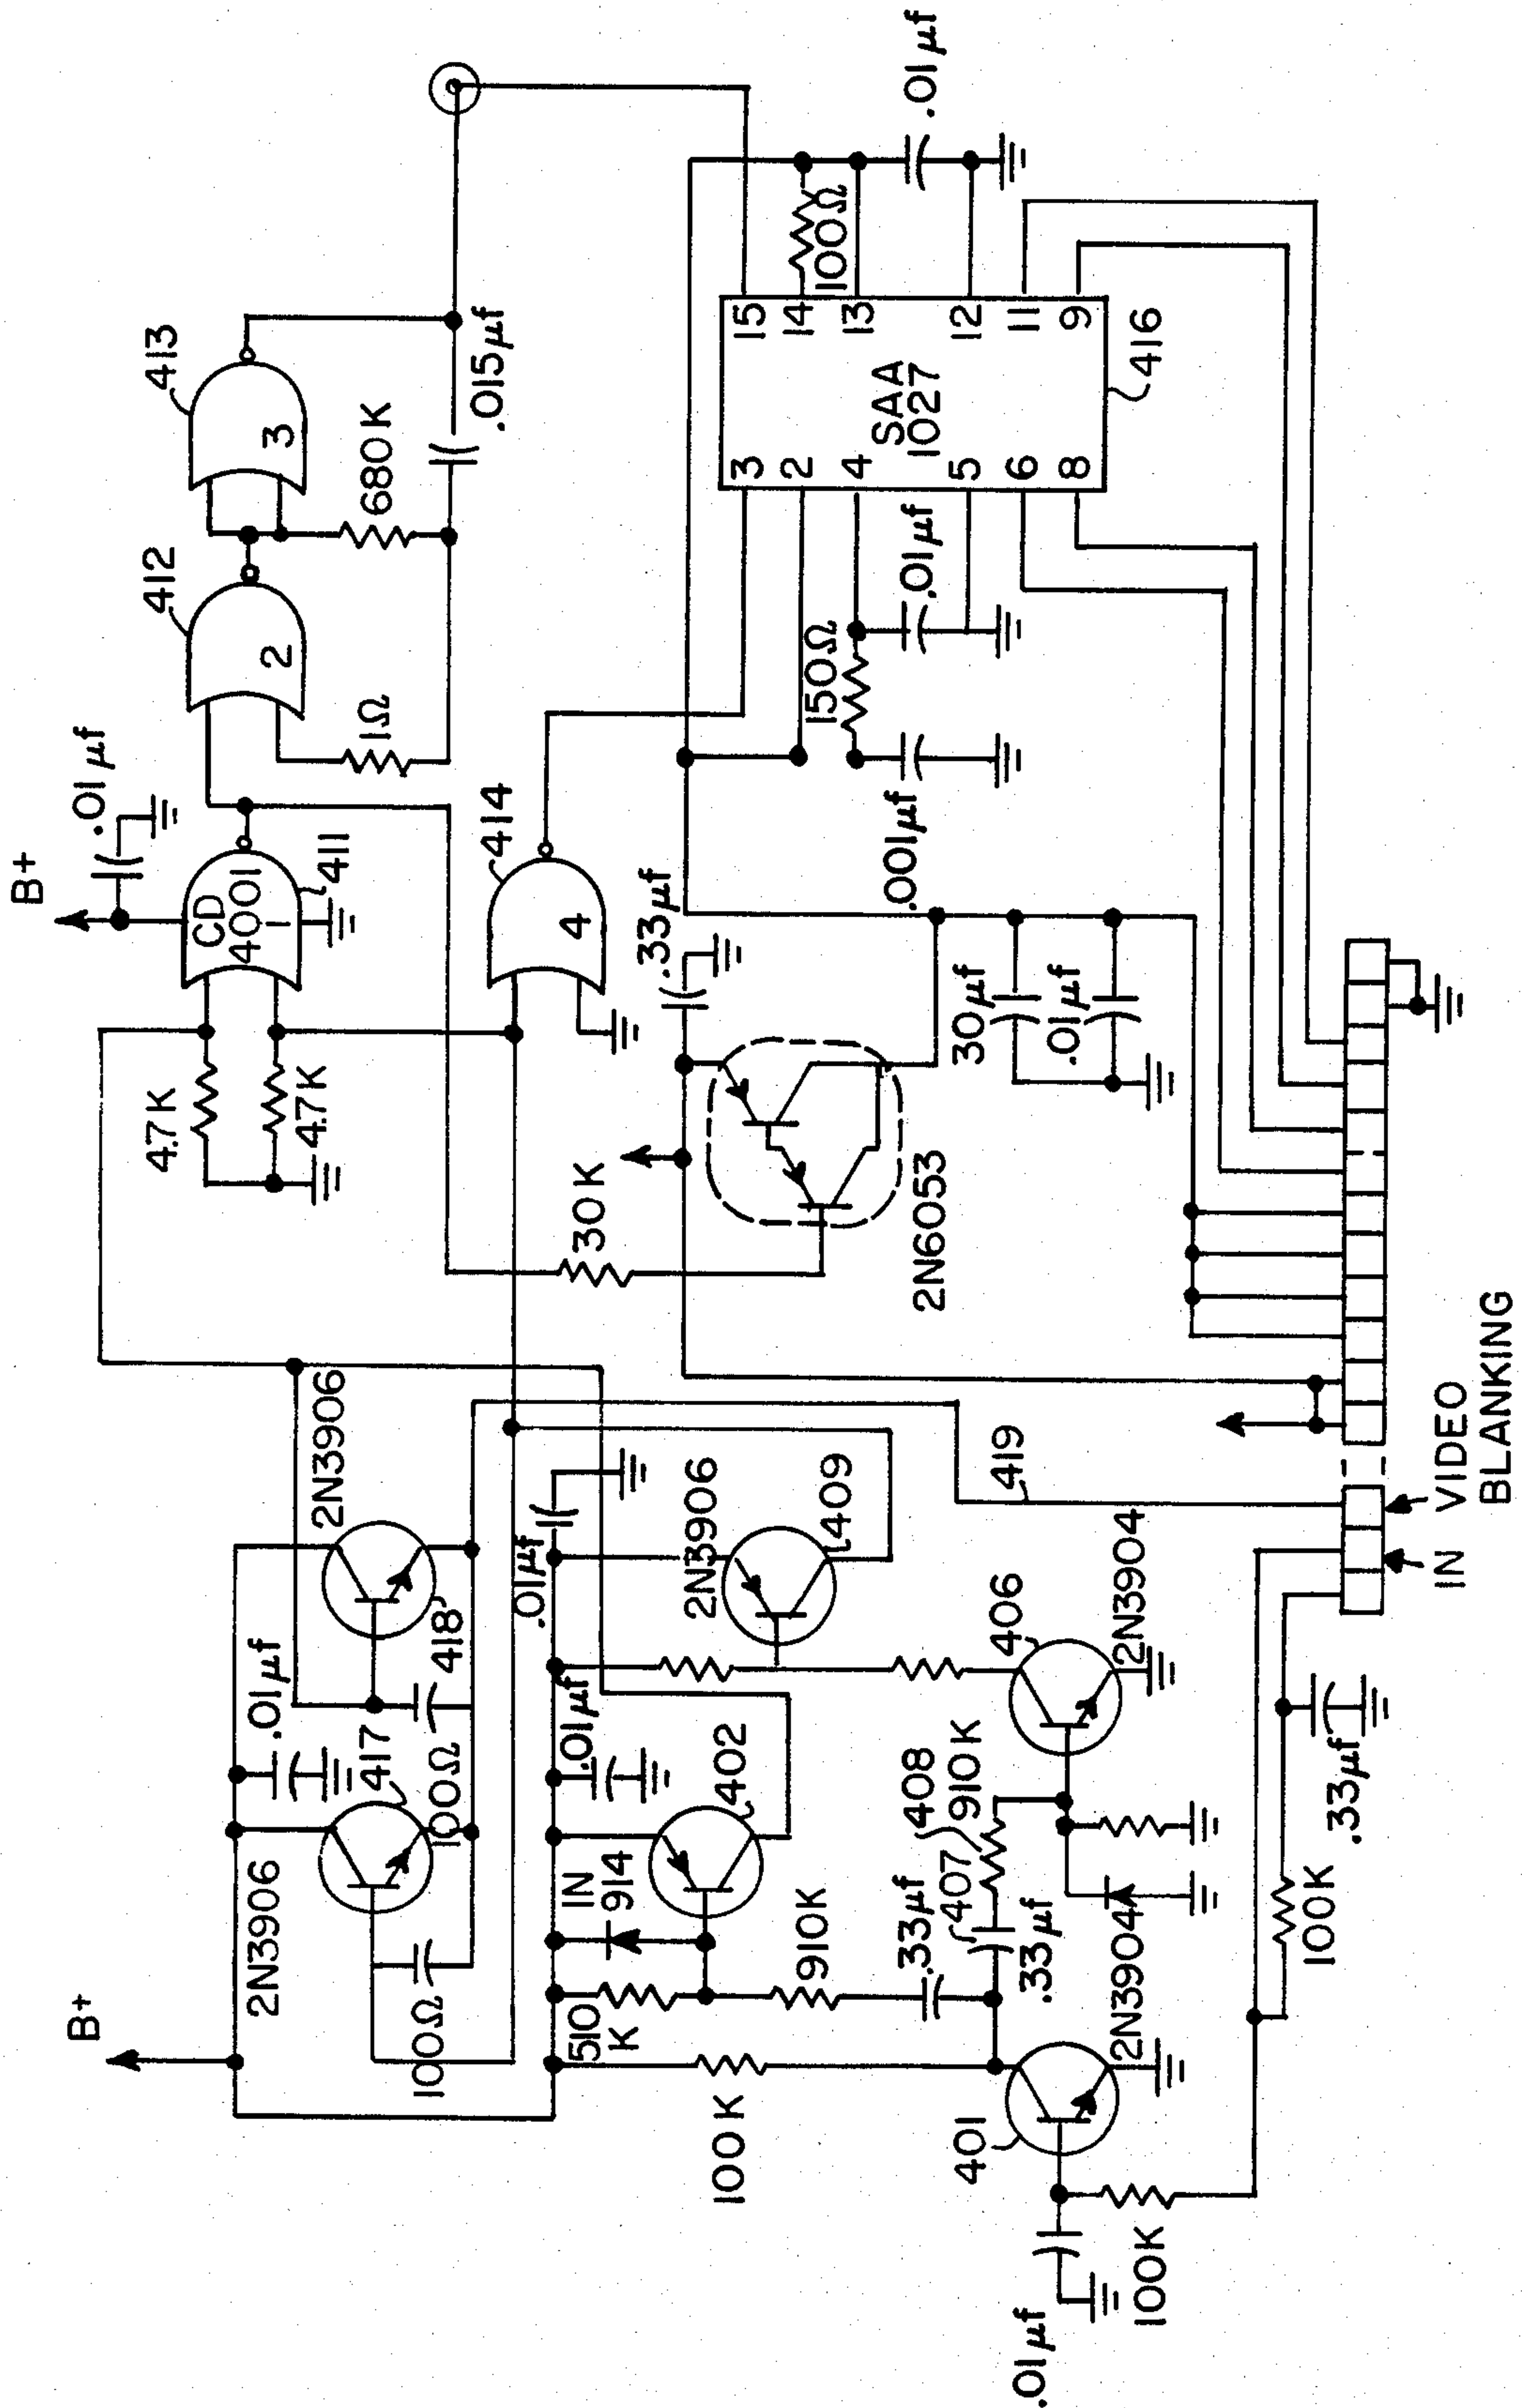 B+
B+
.01µf
2N3906
.01µf
2N3906
4.7K
4.7K
CD
4001
1
411
412
2
413
3
417
418
100Ω
100Ω
30K
1Ω
680K
.015µf
414
4
.01µf
.01µf
510
K
IN
914
402
2N3906
409
.33µf
100K
910K
2N6053
150Ω
.001µf
.01µf
30µf
.01µf
100Ω
.01µf
3
2
4
5
6
8
SAA
1027
15
14
13
12
11
9
416
.33µf
407
408
910K
.33µf
406
401
2N3904
2N3904
419
.01µf
100K
100K
.33µf
IN
VIDEO
BLANKING